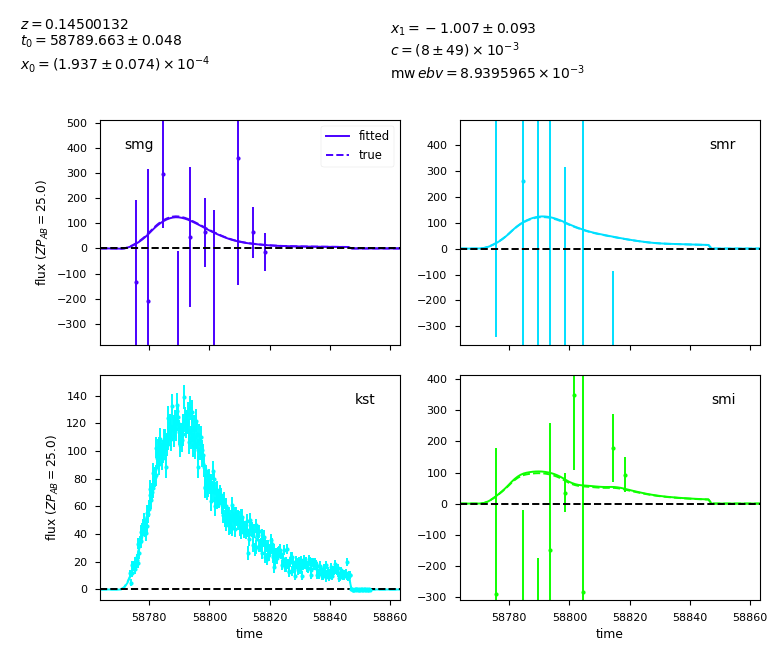 z = 0.14500132
t₀ = 58789.663 ± 0.048
x₀ = (1.937 ± 0.074) × 10⁻⁴
x₁ = −1.007 ± 0.093
c = (8 ± 49) × 10⁻³
mw ebv = 8.9395965 × 10⁻³
smg
fitted
true
500
400
300
200
100
0
−100
−200
−300
flux (ZP_AB = 25.0)
smr
400
300
200
100
0
−100
−200
−300
kst
140
120
100
80
60
40
20
0
flux (ZP_AB = 25.0)
58780 58800 58820 58840 58860
time
smi
400
300
200
100
0
−100
−200
−300
58780 58800 58820 58840 58860
time